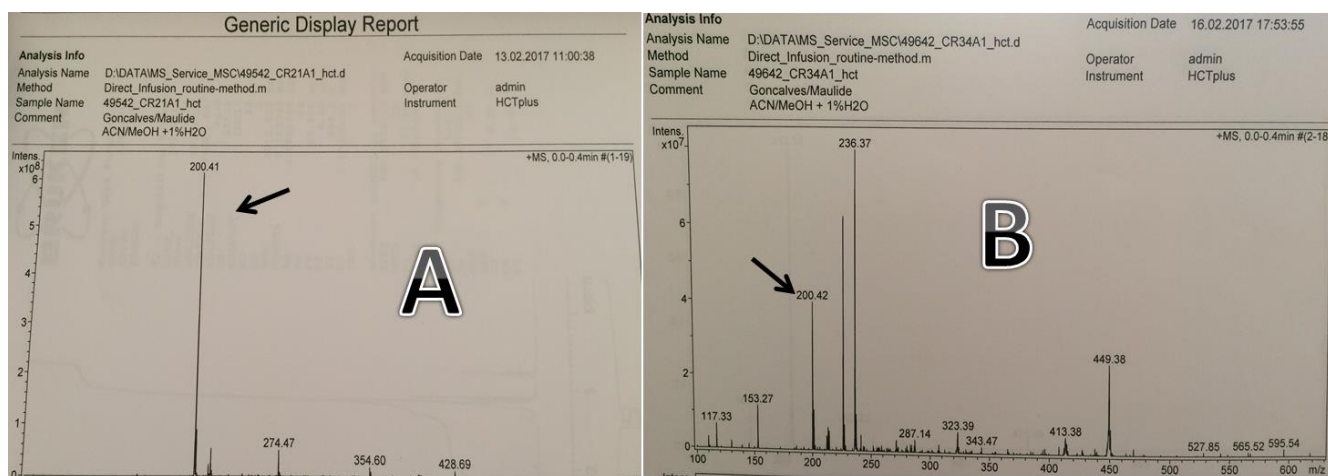 Generic Display Report
Analysis Info
Acquisition Date 13.02.2017 11:00:38
Analysis Name D:\DATA\MS_Service_MSC\49542_CR21A1_hct.d
Method Direct_Infusion_routine-method.m
Operator admin
Sample Name 49542_CR21A1_hct
Instrument HCTplus
Comment Goncalves/Maulide
ACN/MeOH +1%H2O
Intens.
x10⁸
+MS, 0.0-0.4min #(1-19)
200.41
6
5
4
3
2
1
274.47
354.60
428.69
A
Analysis Info
Acquisition Date 16.02.2017 17:53:55
Analysis Name D:\DATA\MS_Service_MSC\49642_CR34A1_hct.d
Method Direct_Infusion_routine-method.m
Operator admin
Sample Name 49642_CR34A1_hct
Instrument HCTplus
Comment Goncalves/Maulide
ACN/MeOH + 1%H2O
Intens.
x10⁷
+MS, 0.0-0.4min #(2-18
236.37
B
6
200.42
4
449.38
2
153.27
117.33
323.39
413.38
287.14
343.47
527.85
565.52
595.54
0
100
150
200
250
300
350
400
450
500
550
600
m/z
Intens.